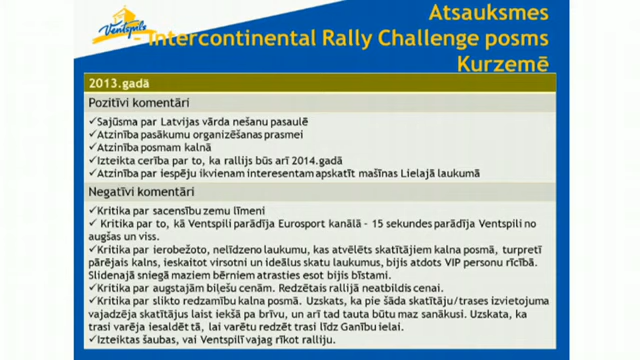 Ventspils
Atsauksmes
– Intercontinental Rally Challenge posms
Kurzemē
2013.gadā
Pozitīvi komentāri
✓Sajūsma par Latvijas vārda nešanu pasaulē
✓Atzinība pasākumu organizēšanas prasmei
✓Atzinība posmam kalnā
✓Izteikta cerība par to, ka rallijs būs arī 2014.gadā
✓Atzinība par iespēju ikvienam interesentam apskatīt mašīnas Lielajā laukumā
Negatīvi komentāri
✓Kritika par sacensību zemu līmeni
✓ Kritika par to, kā Ventspili parādīja Eurosport kanālā – 15 sekundes parādīja Ventspili no
augšas un viss.
✓Kritika par ierobežoto, nelīdzeno laukumu, kas atvēlēts skatītājiem kalna posmā, turpretī
pārējais kalns, ieskaitot virsotni un ideālus skatu laukumus, bijis atdots VIP personu rīcībā.
Slidenajā sniegā maziem bērniem atrasties esot bijis bīstami.
✓Kritika par augstajām biļešu cenām. Redzētais rallijā neatbildis cenai.
✓Kritika par slikto redzamību kalna posmā. Uzskats, ka pie šāda skatītāju/trases izvietojuma
vajadzēja skatītājus laist iekšā pa brīvu, un arī tad tauta būtu maz sanākusi. Uzskata, ka
trasi varēja iesaldēt tā, lai varētu redzēt trasi līdz Ganību ielai.
✓Izteiktas šaubas, vai Ventspilī vajag rīkot ralliju.